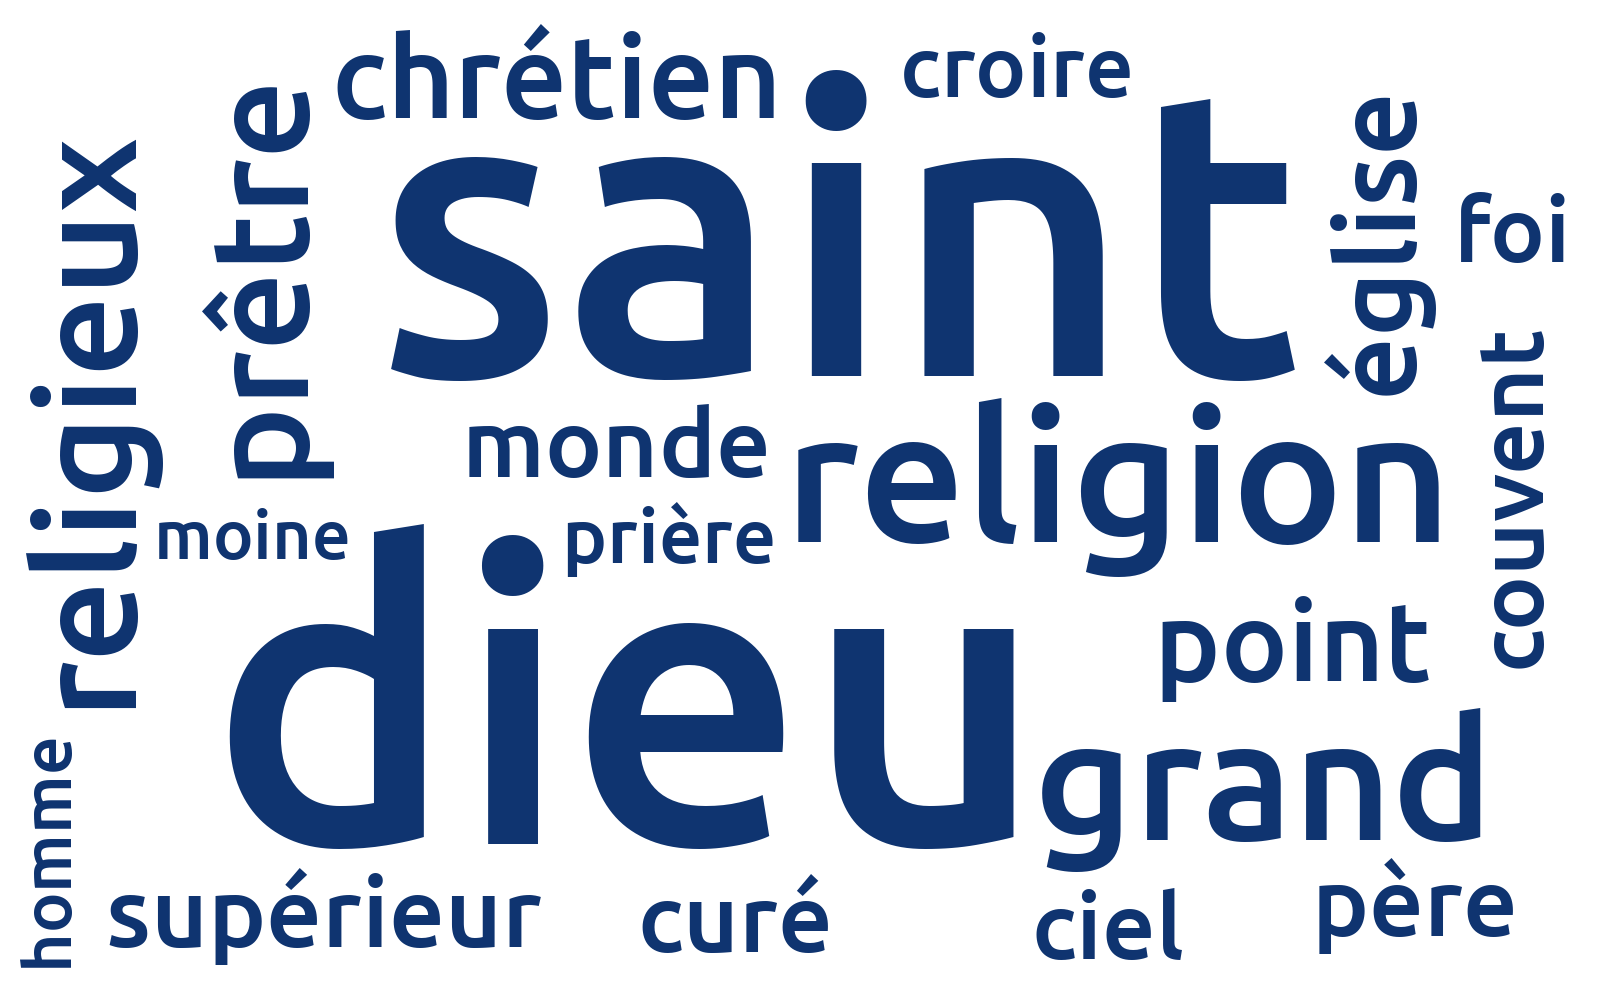 chrétien
croire
saint
religieux
prêtre
église
foi
monde
religion
couvent
moine
prière
dieu
point
grand
homme
supérieur
curé
ciel
père